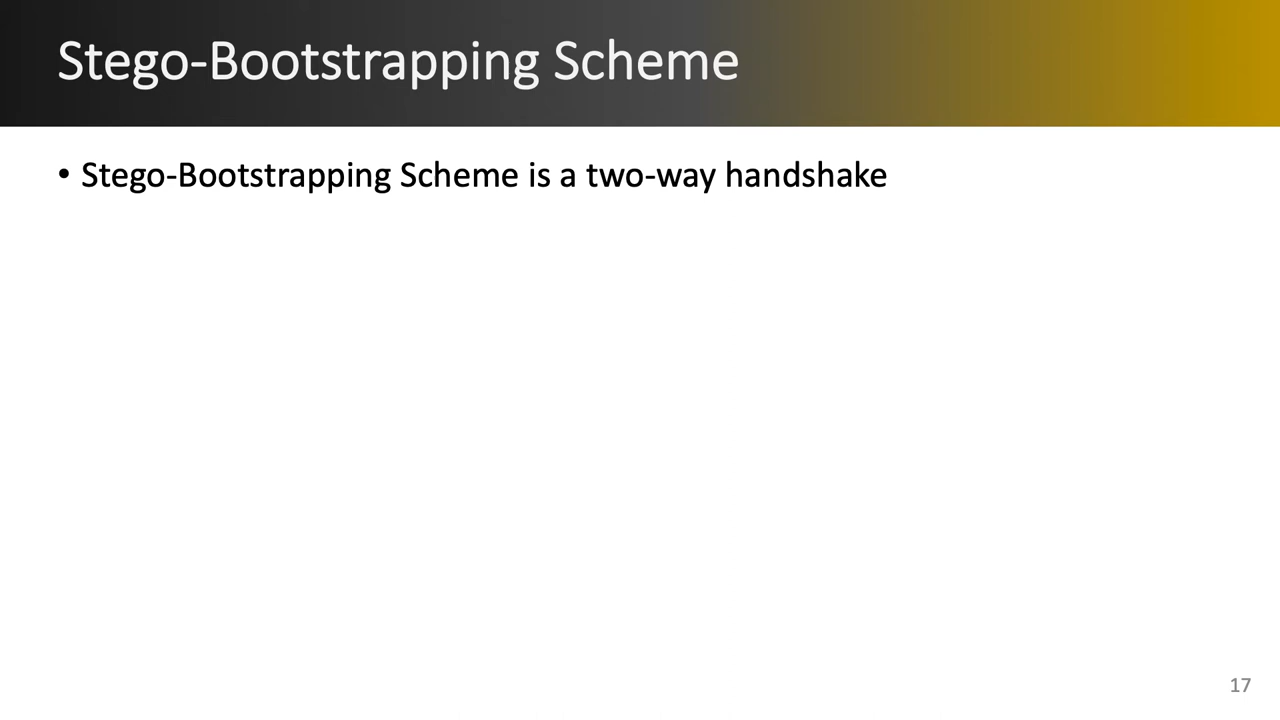 Stego-Bootstrapping Scheme
• Stego-Bootstrapping Scheme is a two-way handshake
17